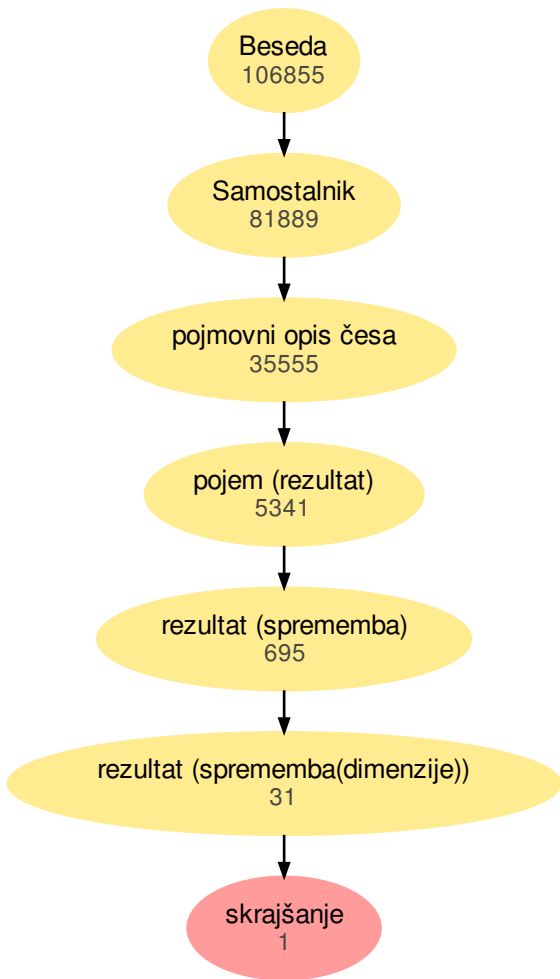 Beseda
106855
Samostalnik
81889
pojmovni opis česa
35555
pojem (rezultat)
5341
rezultat (sprememba)
695
rezultat (sprememba(dimenzije))
31
skrajšanje
1